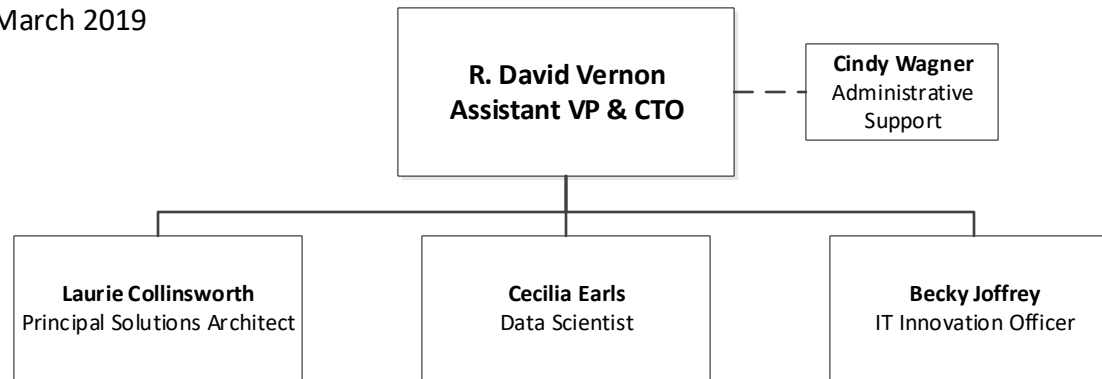 March 2019
R. David Vernon
Assistant VP & CTO
Cindy Wagner
Administrative
Support
Laurie Collinsworth
Principal Solutions Architect
Cecilia Earls
Data Scientist
Becky Joffrey
IT Innovation Officer